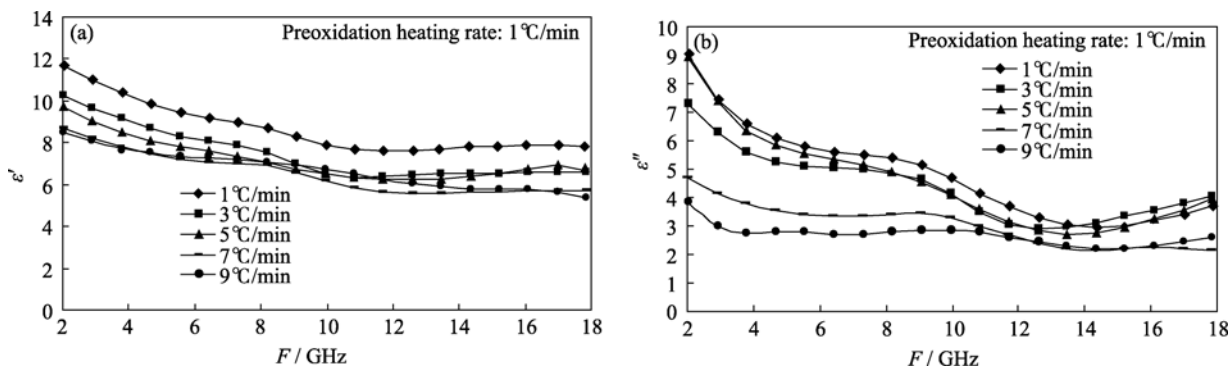 (a)
Preoxidation heating rate: 1℃/min
14
12
10
8
6
4
2
0
ε′
1℃/min
3℃/min
5℃/min
7℃/min
9℃/min
2 4 6 8 10 12 14 16 18
F / GHz
(b)
Preoxidation heating rate: 1℃/min
10
9
8
7
6
5
4
3
2
1
0
ε″
1℃/min
3℃/min
5℃/min
7℃/min
9℃/min
2 4 6 8 10 12 14 16 18
F / GHz